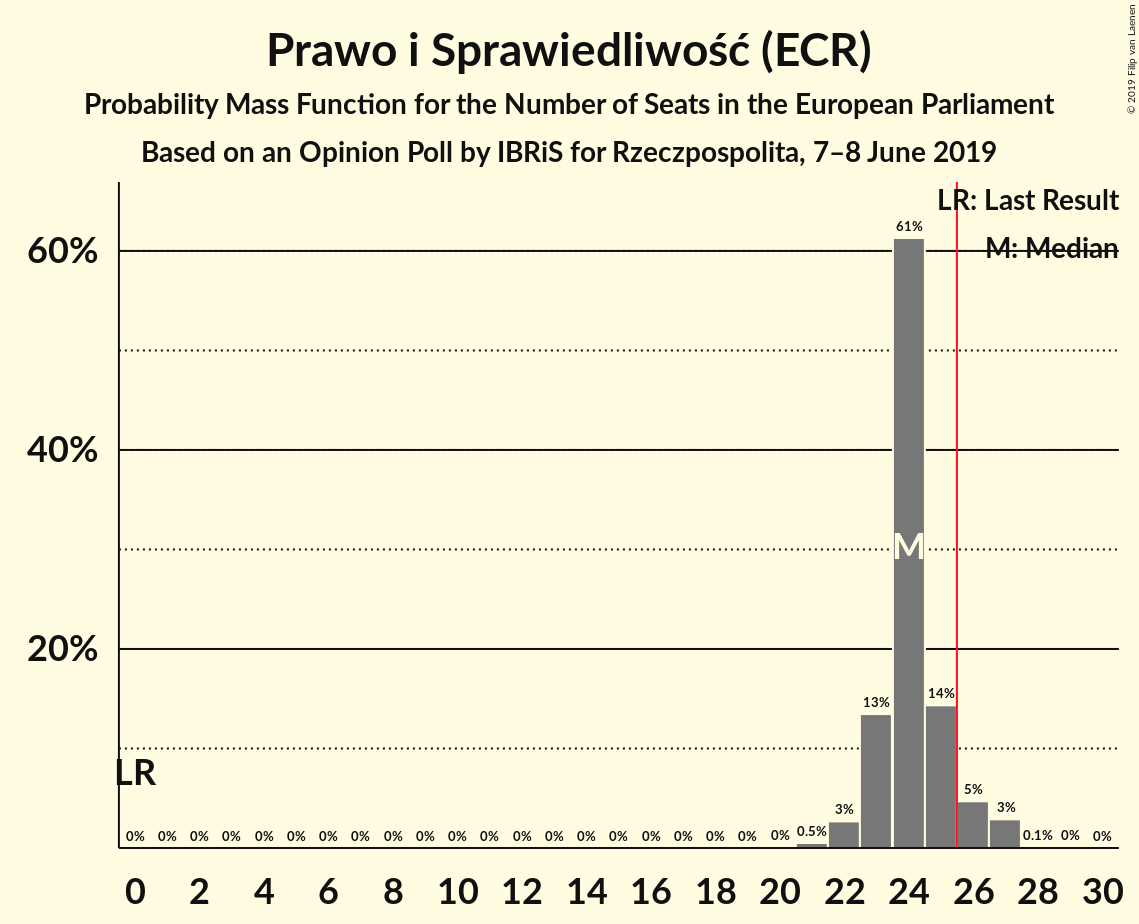 Prawo i Sprawiedliwość (ECR)
Probability Mass Function for the Number of Seats in the European Parliament
Based on an Opinion Poll by IBRiS for Rzeczpospolita, 7–8 June 2019
© 2019 Filip van Laenen
LR: Last Result
M: Median
60%
40%
20%
61%
M
14%
13%
LR
5%
3%
3%
0% 0% 0% 0% 0% 0% 0% 0% 0% 0% 0% 0% 0% 0% 0% 0% 0% 0% 0% 0% 0% 0.5% 0.1% 0% 0%
0 2 4 6 8 10 12 14 16 18 20 22 24 26 28 30